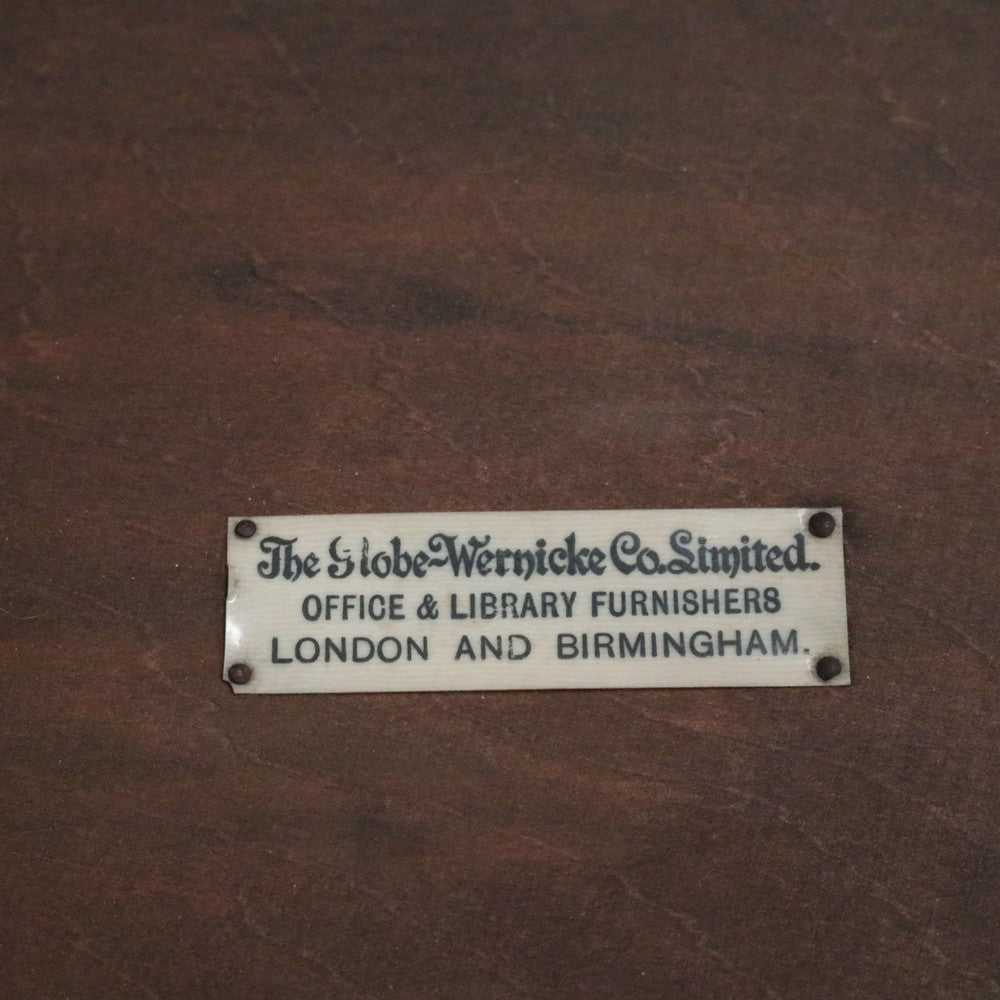 The Globe-Wernicke Co. Limited.
OFFICE & LIBRARY FURNISHERS
LONDON AND BIRMINGHAM.